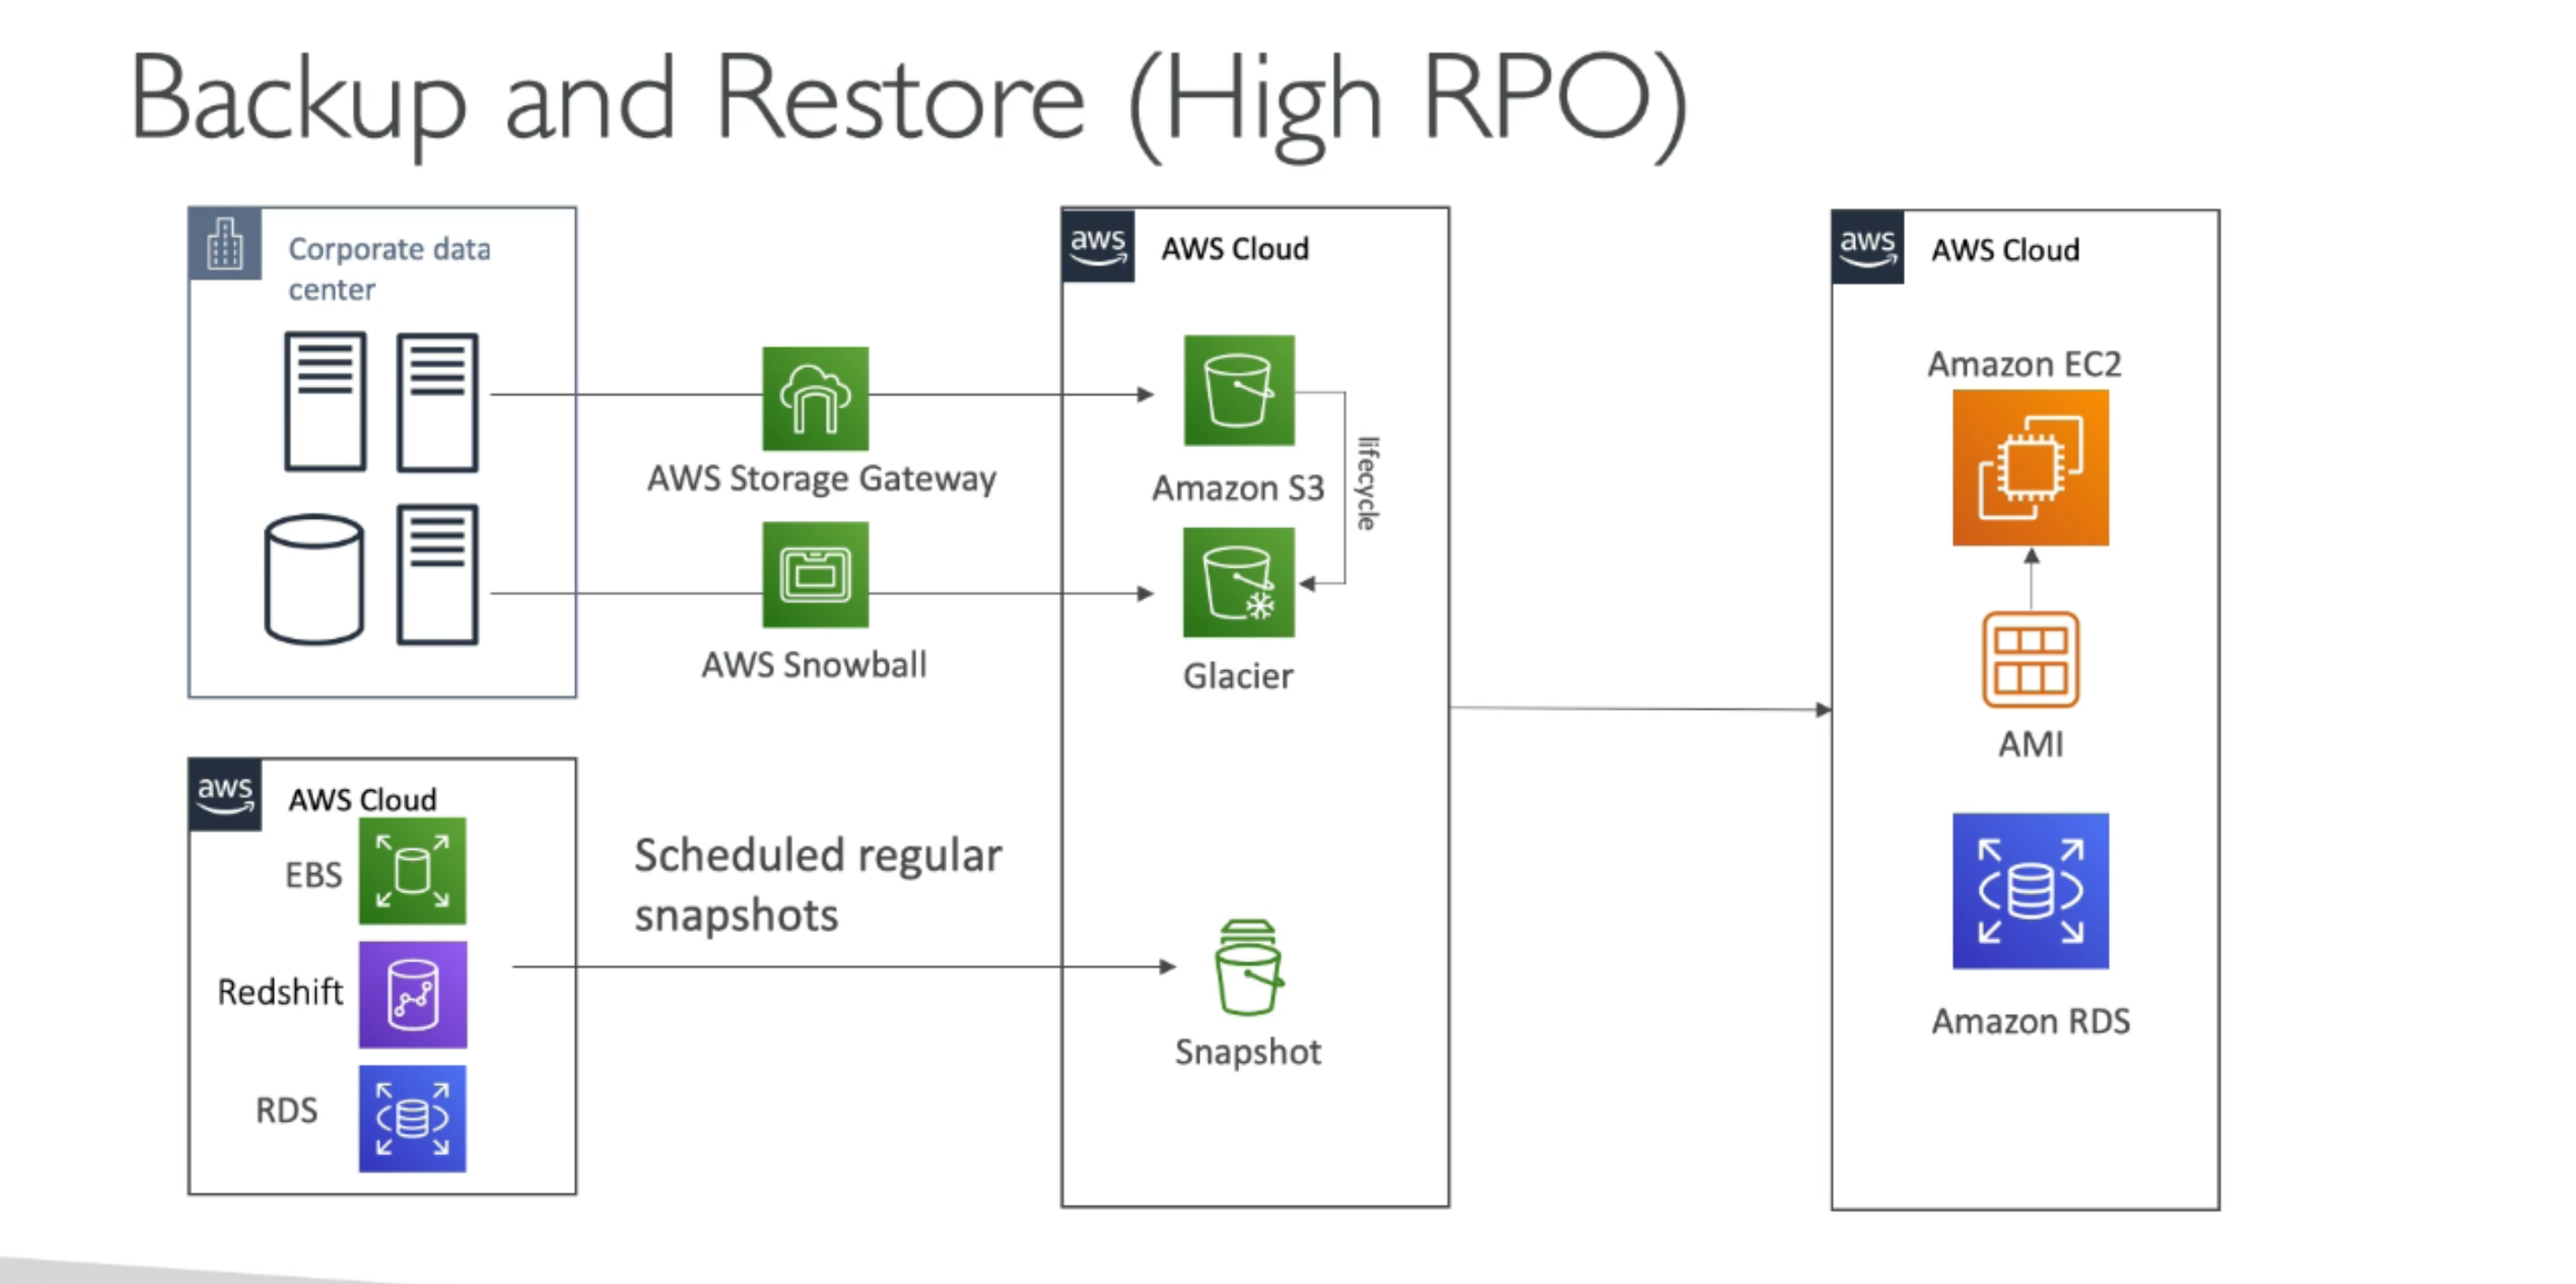 Backup and Restore (High RPO)
Corporate data
center
AWS Storage Gateway
AWS Snowball
aws
AWS Cloud
Amazon S3
lifecycle
Glacier
aws
AWS Cloud
EBS
Redshift
RDS
Scheduled regular
snapshots
Snapshot
aws
AWS Cloud
Amazon EC2
AMI
Amazon RDS